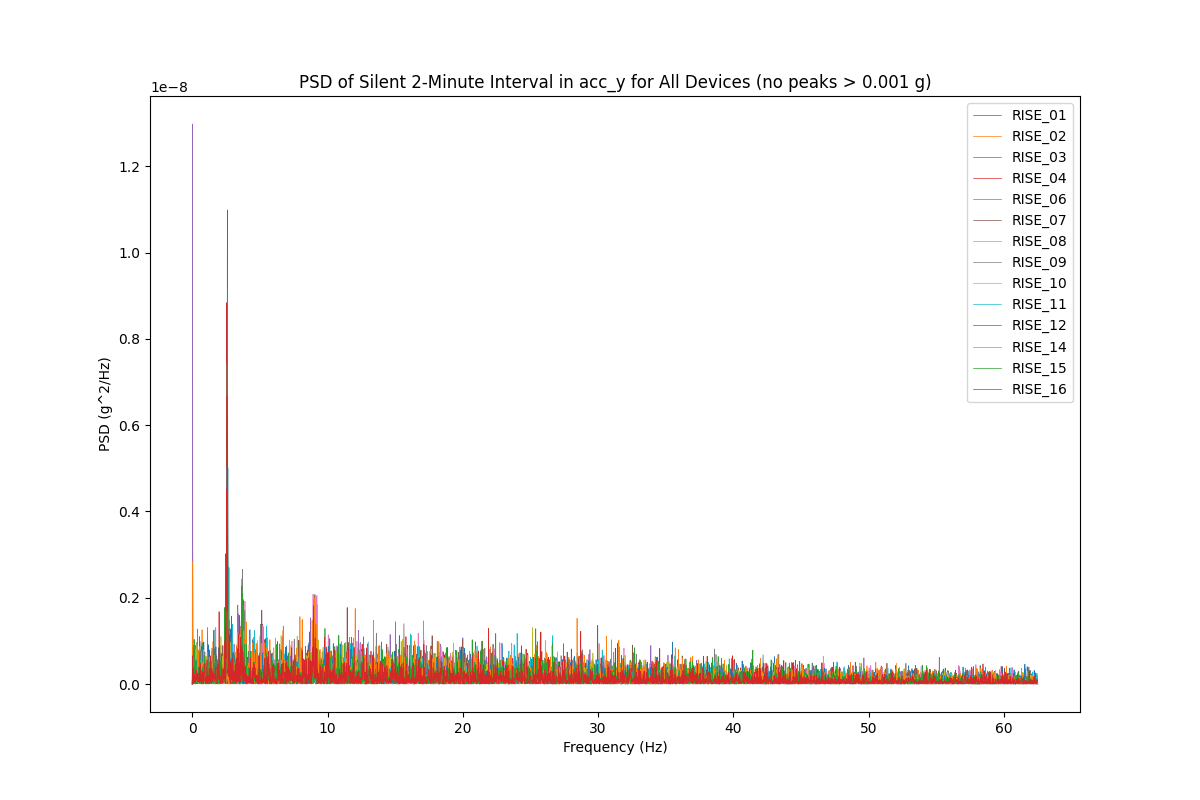 PSD of Silent 2-Minute Interval in acc_y for All Devices (no peaks > 0.001 g)
1e−8
1.2
1.0
0.8
0.6
0.4
0.2
0.0
PSD (g^2/Hz)
0 10 20 30 40 50 60
Frequency (Hz)
RISE_01
RISE_02
RISE_03
RISE_04
RISE_06
RISE_07
RISE_08
RISE_09
RISE_10
RISE_11
RISE_12
RISE_14
RISE_15
RISE_16